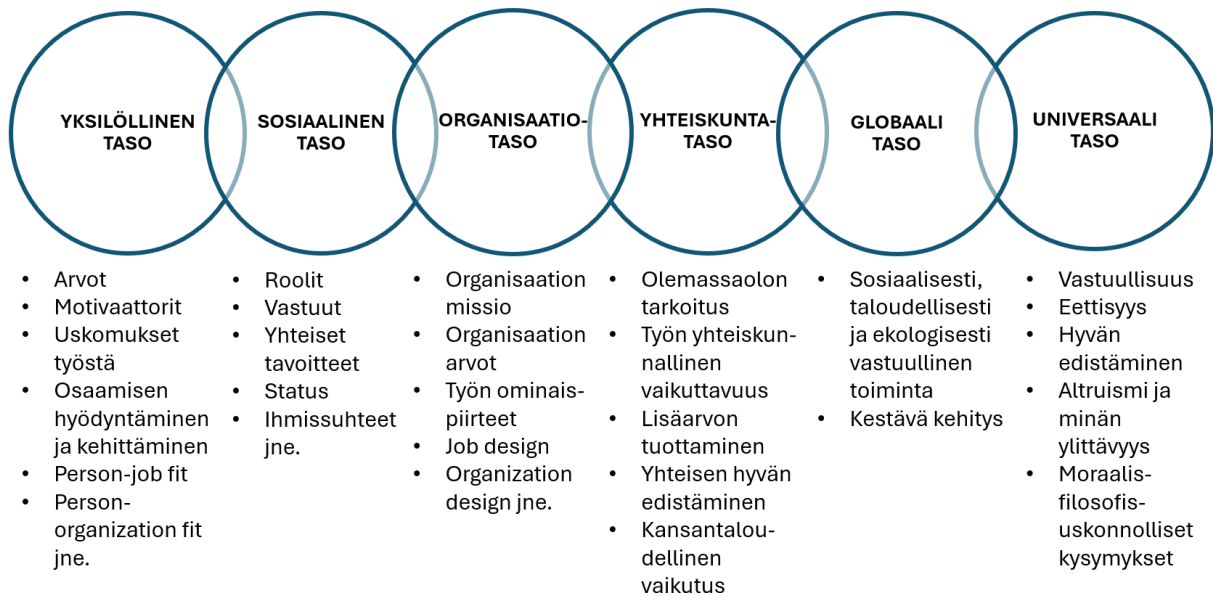 YKSILÖLLINEN
TASO
SOSIAALINEN
TASO
ORGANISAATIO-
TASO
YHTEISKUNTA-
TASO
GLOBAALI
TASO
UNIVERSAALI
TASO
• Arvot
• Motivaattorit
• Uskomukset
työstä
• Osaamisen
hyödyntäminen
ja kehittäminen
• Person-job fit
• Person-
organization fit
jne.
• Roolit
• Vastuut
• Yhteiset
tavoitteet
• Status
• Ihmissuhteet
jne.
• Organisaation
missio
• Organisaation
arvot
• Työn ominais-
piirteet
• Job design
• Organization
design jne.
• Olemassaolon
tarkoitus
• Työn yhteiskun-
nallinen
vaikuttavuus
• Lisäarvon
tuottaminen
• Yhteisen hyvän
edistäminen
• Kansantalou-
dellinen
vaikutus
• Sosiaalisesti,
taloudellisesti
ja ekologisesti
vastuullinen
toiminta
• Kestävä kehitys
• Vastuullisuus
• Eettisyys
• Hyvän
edistäminen
• Altruismi ja
minän
ylittävyys
• Moraalis-
filosofis-
uskonnolliset
kysymykset